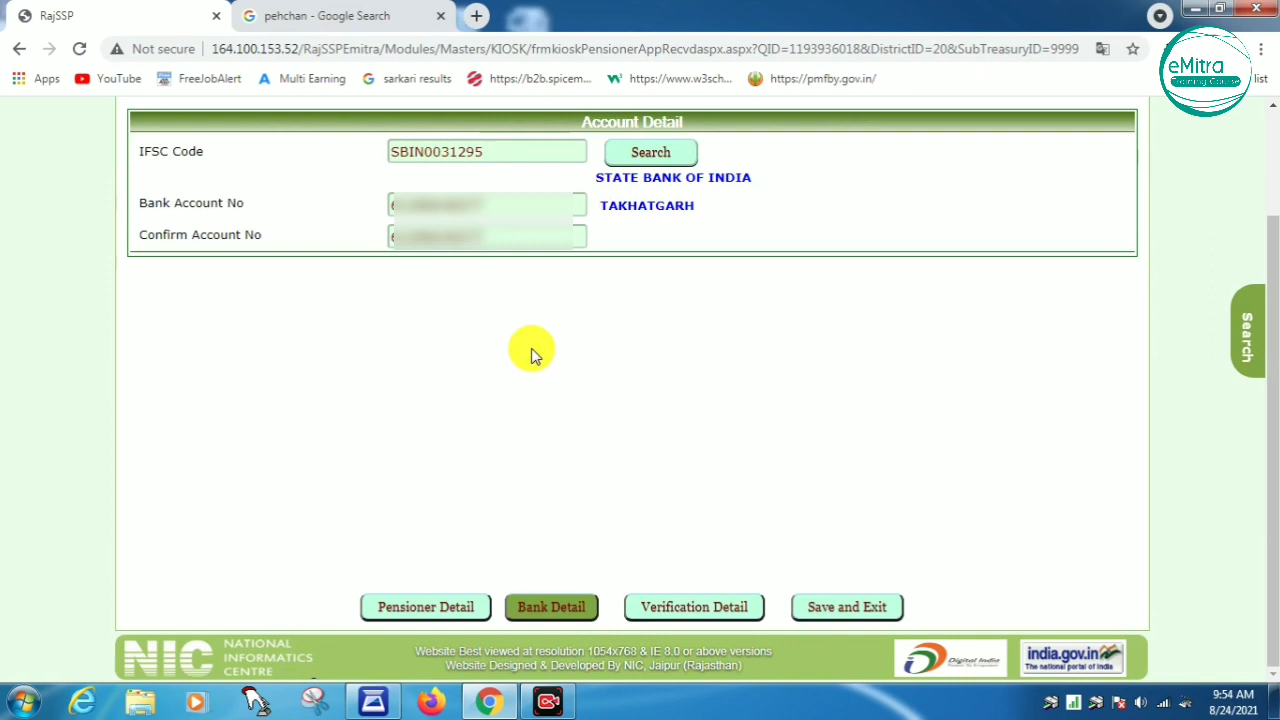 RajSSP
pehchan - Google Search
Not secure
164.100.153.52/RajSSPEmitra/Modules/Masters/KIOSK/frmkioskPensionerAppRecvdaspx.aspx?QID=1193936018&DistrictID=20&SubTreasuryID=9999
Apps
YouTube
FreeJobAlert
Multi Earning
sarkari results
https://b2b.spicem...
https://www.w3sch...
https://pmfby.gov.in/
list
eMitra
Training Course
Account Detail
IFSC Code
SBIN0031295
Search
STATE BANK OF INDIA
Bank Account No
TAKHATGARH
Confirm Account No
Search
Pensioner Detail
Bank Detail
Verification Detail
Save and Exit
NIC
NATIONAL
INFORMATICS
CENTRE
Website Best viewed at resolution 1054x768 & IE 8.0 or above versions
Website Designed & Developed By NIC, Jaipur (Rajasthan)
Digital India
india.gov.in
The national portal of India
9:54 AM
8/24/2021